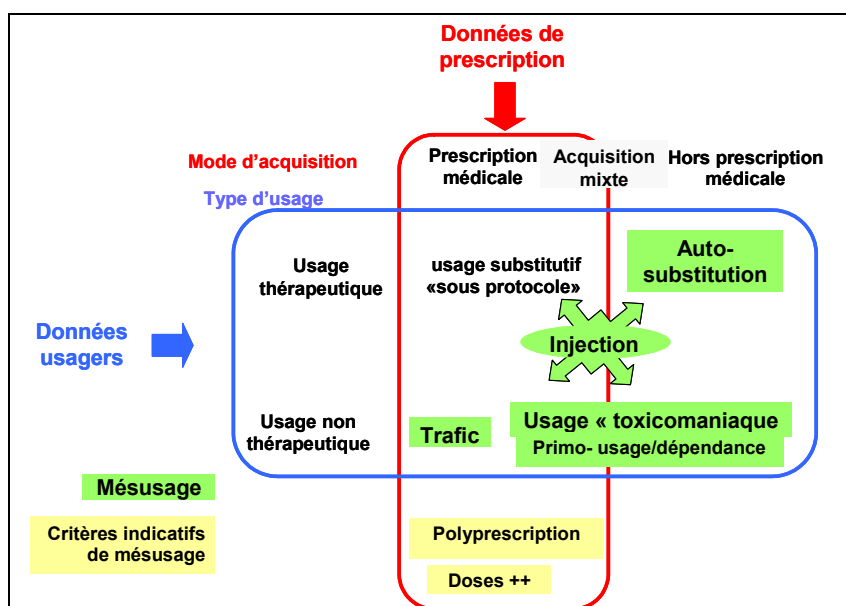 Données de
prescription
Mode d'acquisition
Prescription
médicale
Acquisition
mixte
Hors prescription
médicale
Type d'usage
Usage
thérapeutique
usage substitutif
«sous protocole»
Auto-
substitution
Données
usagers
Injection
Usage non
thérapeutique
Trafic
Usage « toxicomaniaque
Primo- usage/dépendance
Mésusage
Critères indicatifs
de mésusage
Polyprescription
Doses ++